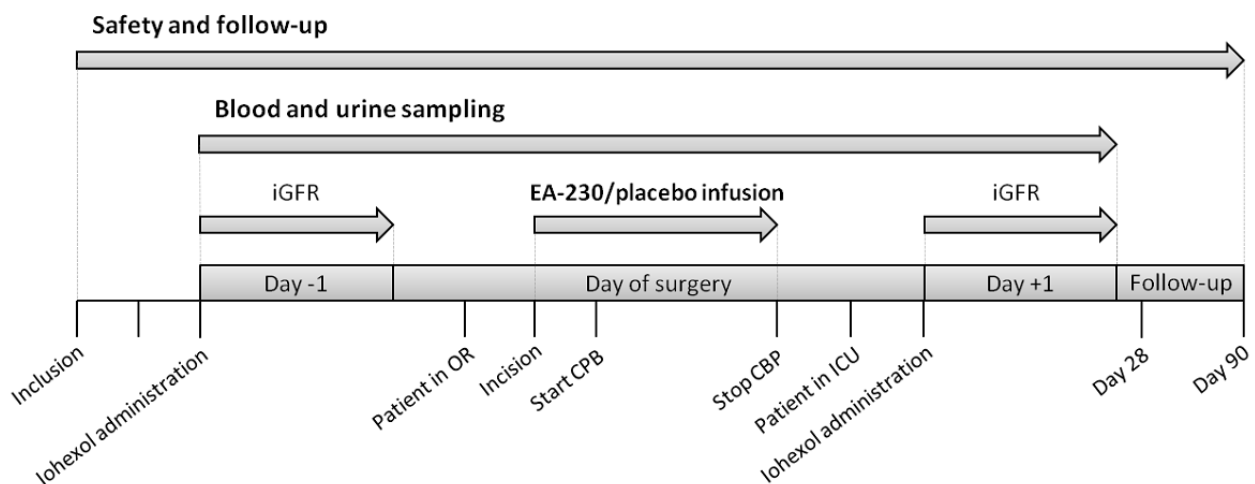 Safety and follow-up
Blood and urine sampling
iGFR
EA-230/placebo infusion
iGFR
Day -1
Day of surgery
Day +1
Follow-up
Inclusion
Iohexol administration
Patient in OR
Incision
Start CPB
Stop CBP
Patient in ICU
Iohexol administration
Day 28
Day 90